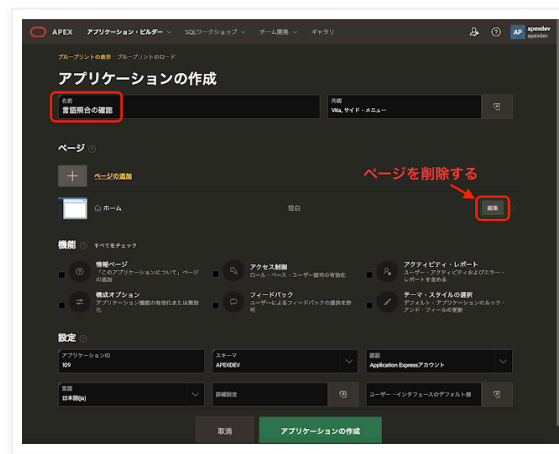 APEX アプリケーション・ビルダー SQLワークショップ チーム開発 ギャラリ AP apexdev
apexdev
ブループリントの表示 ブループリントのロード
アプリケーションの作成
名前 外観
言語照合の確認 Vita, サイド・メニュー
ページ
ページの追加 ページを削除する
ホーム 空白 編集
機能 すべてをチェック
情報ページ
「このアプリケーションについて」ページ
の追加
アクセス制御
ロール・ベース・ユーザー認可の有効化
アクティビティ・レポート
ユーザー・アクティビティおよびエラー・
レポートを含める
構成オプション
アプリケーション機能の有効化または無効
化
フィードバック
ユーザーによるフィードバックの提供を許
可
テーマ・スタイルの選択
デフォルト・アプリケーションのルック・
アンド・フィールの更新
設定
アプリケーションID スキーマ 認証
109 APEXDEV Application Expressアカウント
言語
日本語(ja) 詳細設定 ユーザー・インタフェースのデフォルト値
取消 アプリケーションの作成